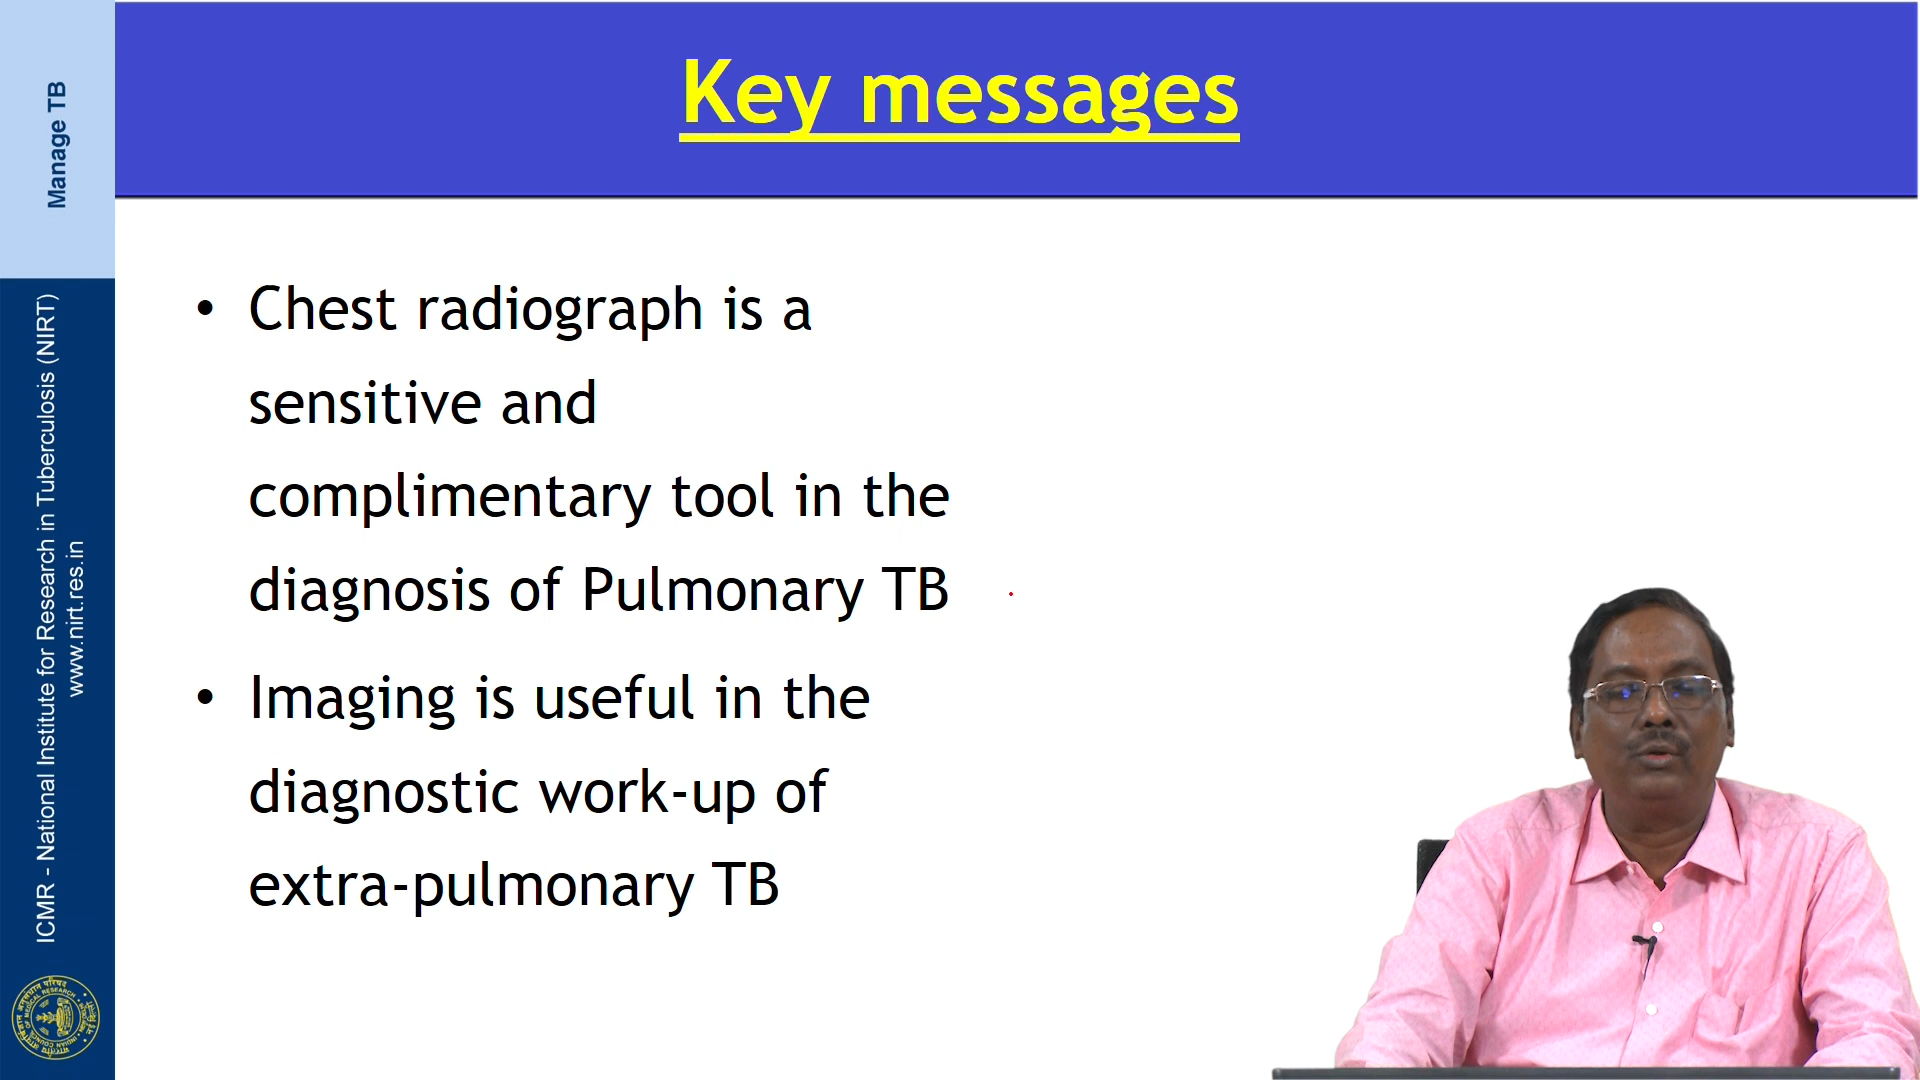 Key messages
Manage TB
ICMR - National Institute for Research in Tuberculosis (NIRT)
www.nirt.res.in
• Chest radiograph is a
sensitive and
complimentary tool in the
diagnosis of Pulmonary TB
• Imaging is useful in the
diagnostic work-up of
extra-pulmonary TB